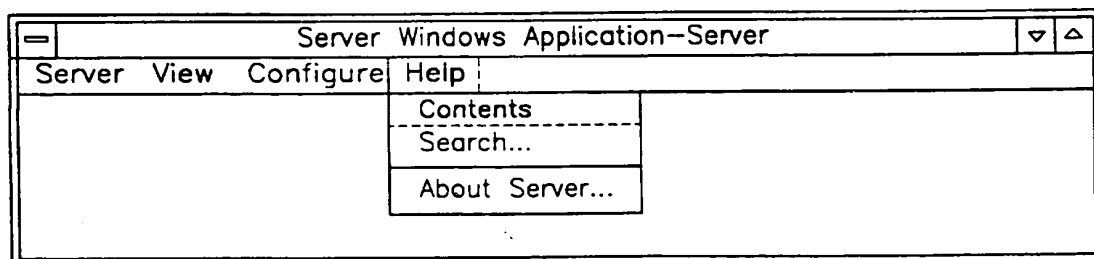 Server Windows Application-Server
Server View Configure Help
Contents
Search...
About Server...